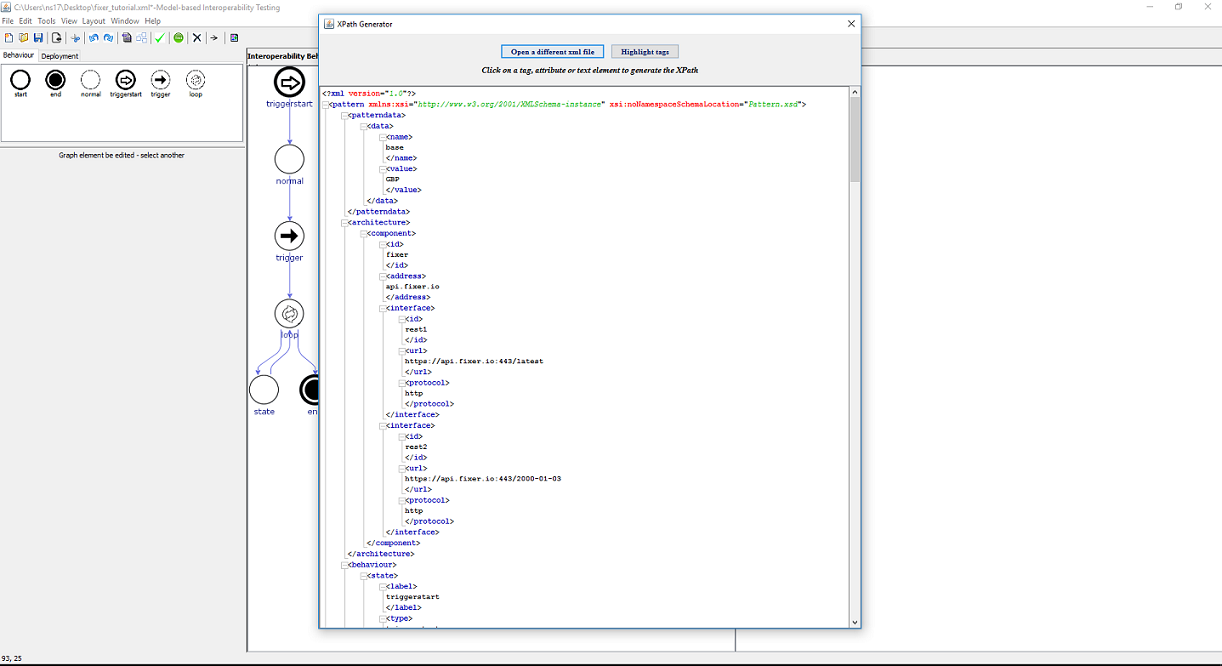 C:\Users\ns17\Desktop\fixer_tutorial.xml*-Model-based Interoperability Testing
File Edit Tools View Layout Window Help
Behaviour Deployment
start end normal triggerstart trigger loop
Graph element be edited - select another
Interoperability Beh
triggerstart
normal
trigger
loop
state en
XPath Generator
Open a different xml file Highlight tags
Click on a tag, attribute or text element to generate the XPath
<?xml version="1.0"?>
<pattern xmlns:xsi="http://www.w3.org/2001/XMLSchema-instance" xsi:noNamespaceSchemaLocation="Pattern.xsd">
<patterndata>
<data>
<name>
base
</name>
<value>
GBP
</value>
</data>
</patterndata>
<architecture>
<component>
<id>
fixer
</id>
<address>
api.fixer.io
</address>
<interface>
<id>
rest1
</id>
<url>
https://api.fixer.io:443/latest
</url>
<protocol>
http
</protocol>
</interface>
<interface>
<id>
rest2
</id>
<url>
https://api.fixer.io:443/2000-01-03
</url>
<protocol>
http
</protocol>
</interface>
</component>
</architecture>
<behaviour>
<state>
<label>
triggerstart
</label>
<type>
93, 25